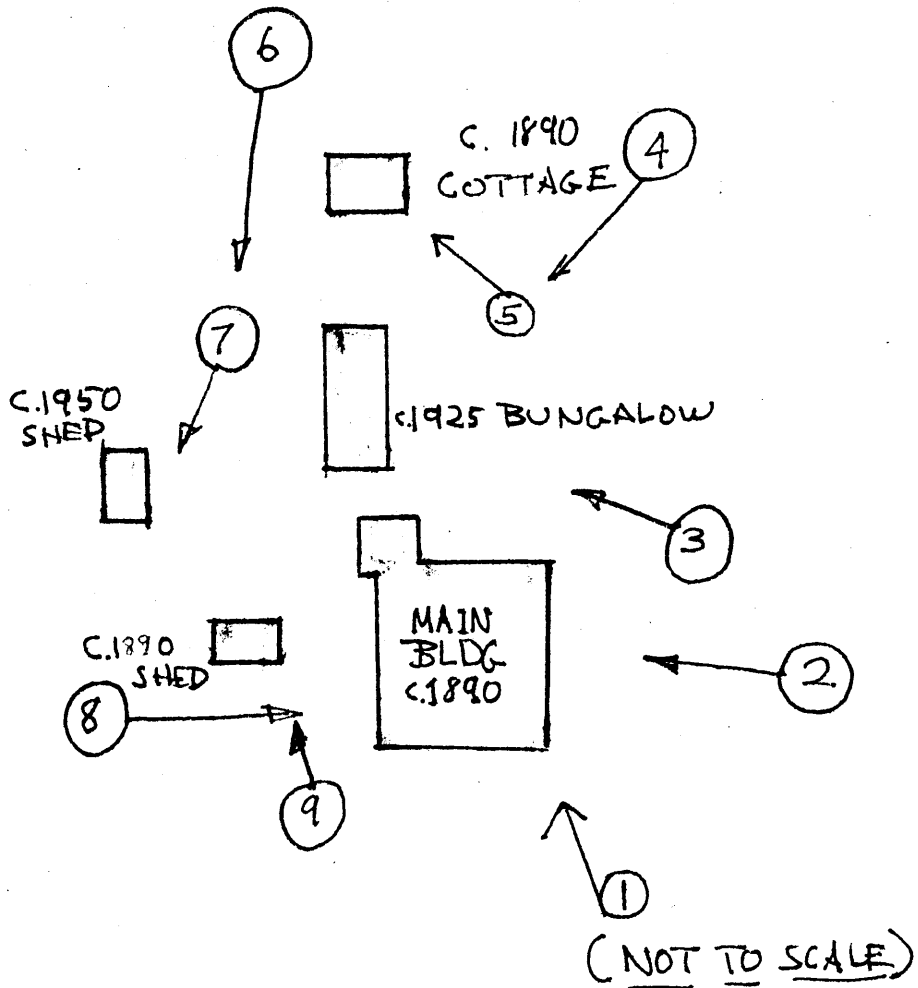 6
C. 1890
COTTAGE
4
5
7
C.1950
SHED
C.1925 BUNGALOW
3
MAIN
BLDG
C.1890
C.1890
SHED
2
8
9
1
(NOT TO SCALE)